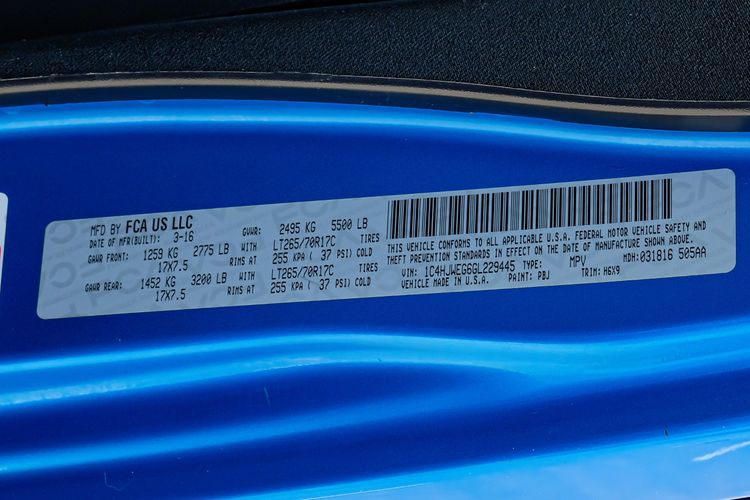 MFD BY FCA US LLC
DATE OF MFR(BUILT): 3-16 GVWR: 2495 KG 5500 LB
GAWR FRONT: 1259 KG 2775 LB WITH LT265/70R17C TIRES
17X7.5 RIMS AT 255 KPA ( 37 PSI) COLD
GAWR REAR: 1452 KG 3200 LB WITH LT265/70R17C TIRES
17X7.5 RIMS AT 255 KPA ( 37 PSI) COLD
THIS VEHICLE CONFORMS TO ALL APPLICABLE U.S.A. FEDERAL MOTOR VEHICLE SAFETY AND
THEFT PREVENTION STANDARDS IN EFFECT ON THE DATE OF MANUFACTURE SHOWN ABOVE.
VIN: 1C4HJWEG6GL229445 TYPE: MPV MDH: 031816 505AA
VEHICLE MADE IN U.S.A. PAINT: PBJ TRIM: H6X9